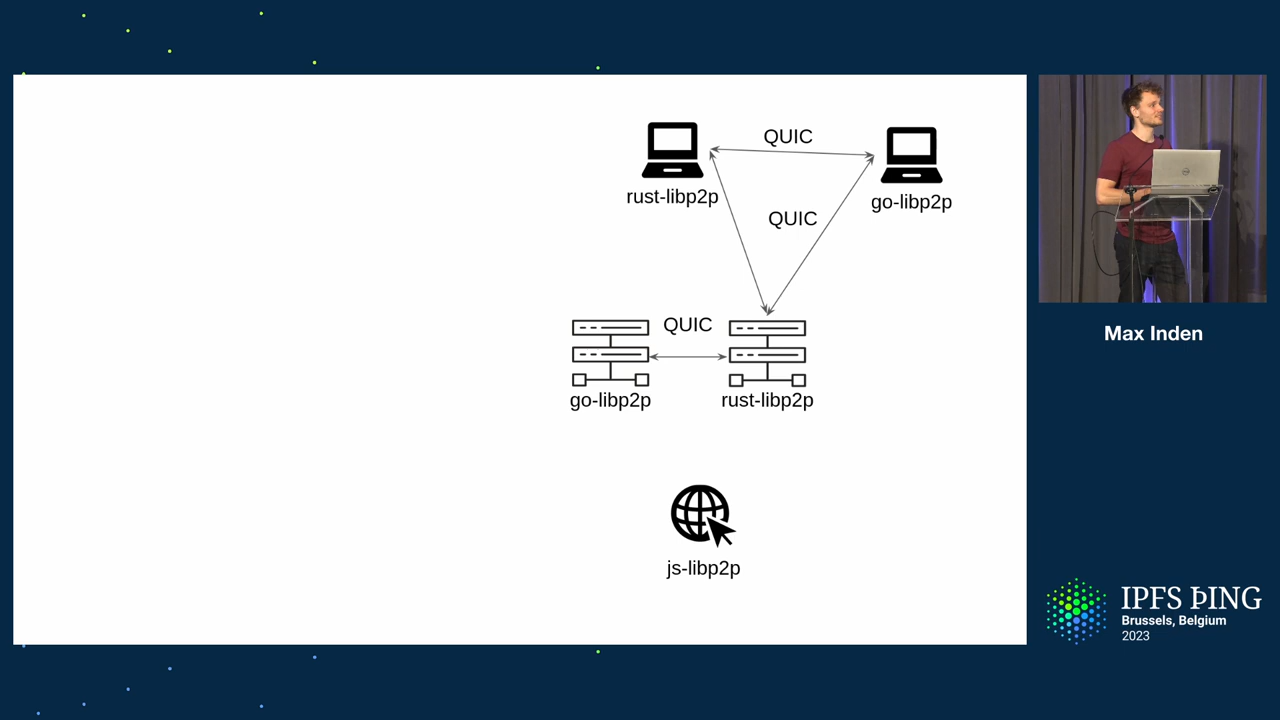 QUIC
rust-libp2p
go-libp2p
QUIC
QUIC
go-libp2p
rust-libp2p
js-libp2p
Max Inden
IPFS ÞING
Brussels, Belgium
2023